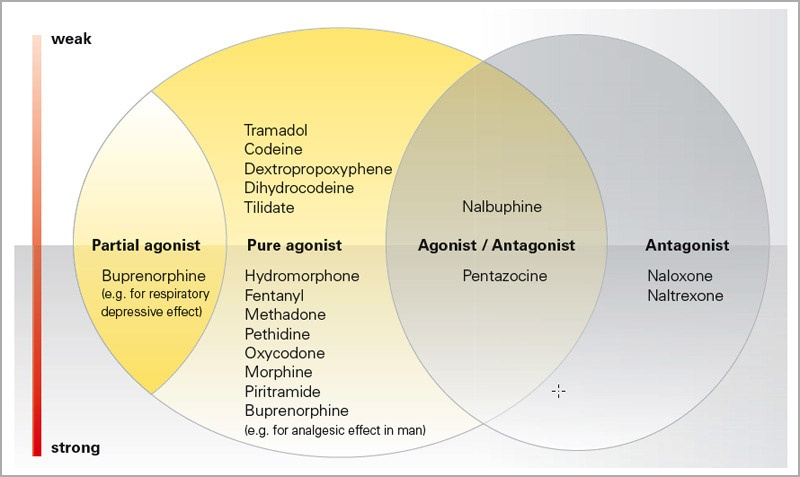 weak
Tramadol
Codeine
Dextropropoxyphene
Dihydrocodeine
Tilidate
Nalbuphine
Partial agonist
Pure agonist
Agonist / Antagonist
Antagonist
Buprenorphine
(e.g. for respiratory
depressive effect)
Hydromorphone
Fentanyl
Methadone
Pethidine
Oxycodone
Morphine
Piritramide
Buprenorphine
(e.g. for analgesic effect in man)
Pentazocine
Naloxone
Naltrexone
strong